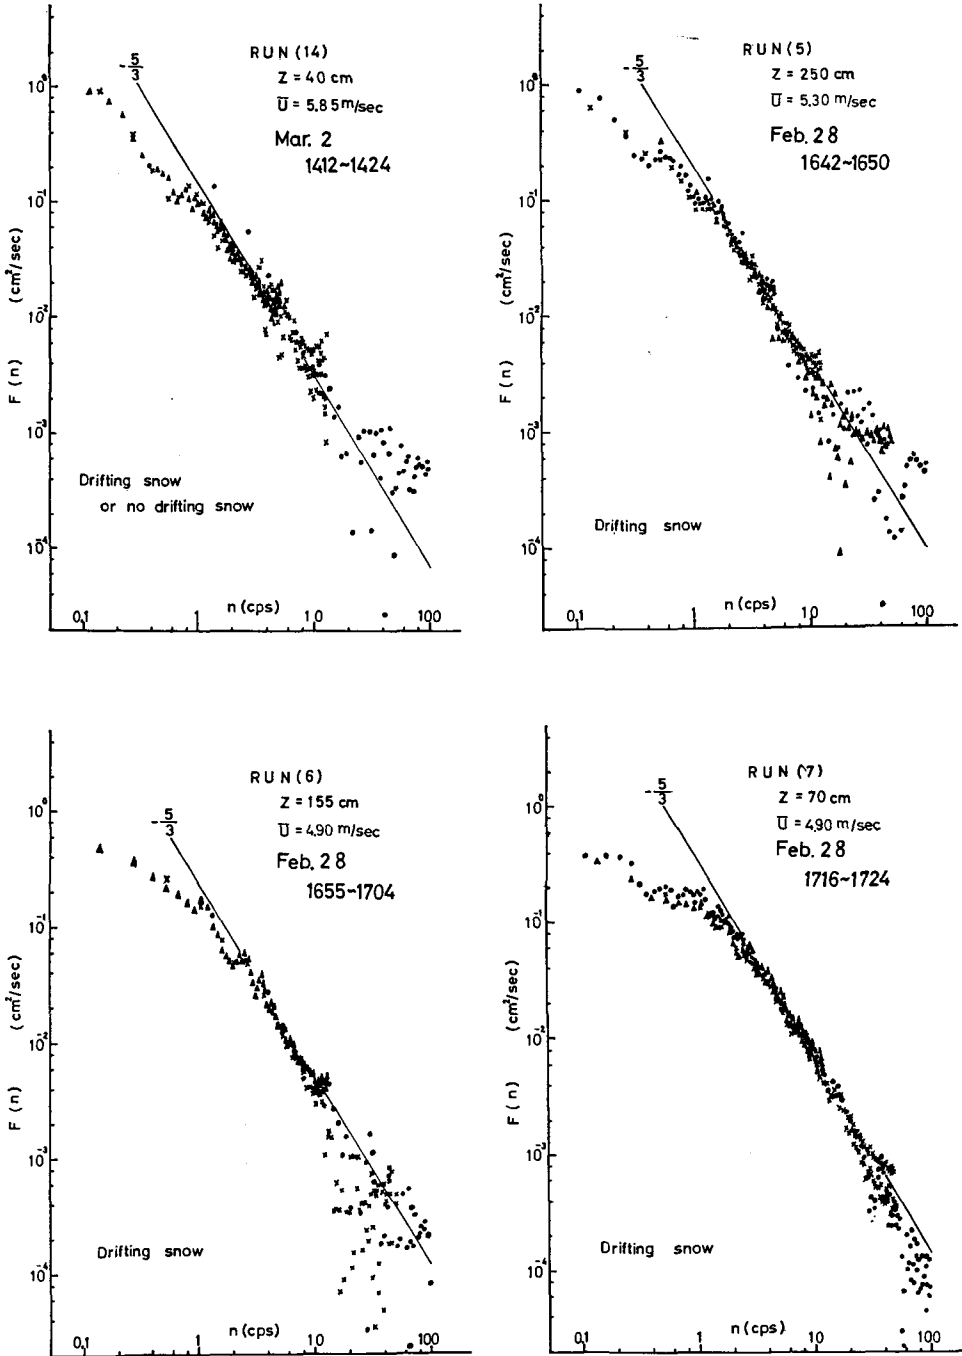 RUN (14)
Z = 40 cm
U̅ = 5.85 m/sec
Mar. 2
1412~1424
-5/3
10⁰
10⁻¹
10⁻²
10⁻³
10⁻⁴
F (n) (cm²/sec)
Drifting snow
or no drifting snow
0.1 1 n (cps) 10 100
RUN (5)
Z = 250 cm
U̅ = 5.30 m/sec
Feb. 28
1642~1650
-5/3
10⁰
10⁻¹
10⁻²
10⁻³
10⁻⁴
F (n) (cm²/sec)
Drifting snow
0.1 1 n (cps) 10 100
RUN (6)
Z = 155 cm
U̅ = 4.90 m/sec
Feb. 28
1655~1704
-5/3
10⁰
10⁻¹
10⁻²
10⁻³
10⁻⁴
F (n) (cm²/sec)
Drifting snow
0.1 1 n (cps) 10 100
RUN (7)
Z = 70 cm
U̅ = 4.90 m/sec
Feb. 28
1716~1724
-5/3
10⁰
10⁻¹
10⁻²
10⁻³
10⁻⁴
F (n) (cm²/sec)
Drifting snow
0.1 1 n (cps) 10 100